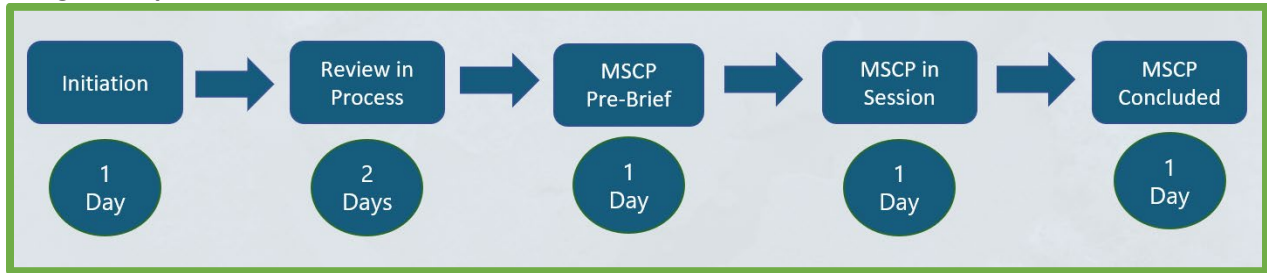 Initiation
Review in
Process
MSCP
Pre-Brief
MSCP in
Session
MSCP
Concluded
1
Day
2
Days
1
Day
1
Day
1
Day